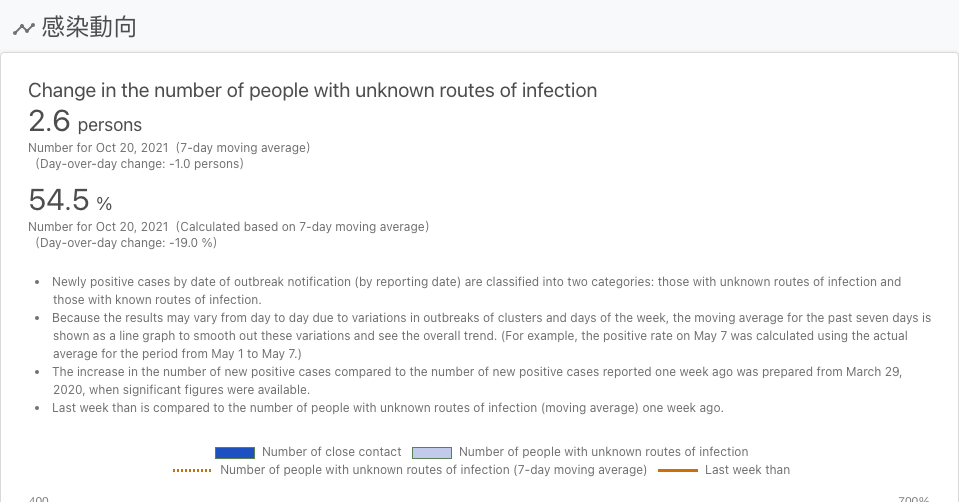 感染動向
Change in the number of people with unknown routes of infection
2.6 persons
Number for Oct 20, 2021 (7-day moving average)
(Day-over-day change: -1.0 persons)
54.5 %
Number for Oct 20, 2021 (Calculated based on 7-day moving average)
(Day-over-day change: -19.0 %)
• Newly positive cases by date of outbreak notification (by reporting date) are classified into two categories: those with unknown routes of infection and
those with known routes of infection.
• Because the results may vary from day to day due to variations in outbreaks of clusters and days of the week, the moving average for the past seven days is
shown as a line graph to smooth out these variations and see the overall trend. (For example, the positive rate on May 7 was calculated using the actual
average for the period from May 1 to May 7.)
• The increase in the number of new positive cases compared to the number of new positive cases reported one week ago was prepared from March 29,
2020, when significant figures were available.
• Last week than is compared to the number of people with unknown routes of infection (moving average) one week ago.
Number of close contact Number of people with unknown routes of infection
Number of people with unknown routes of infection (7-day moving average) Last week than
400 700%